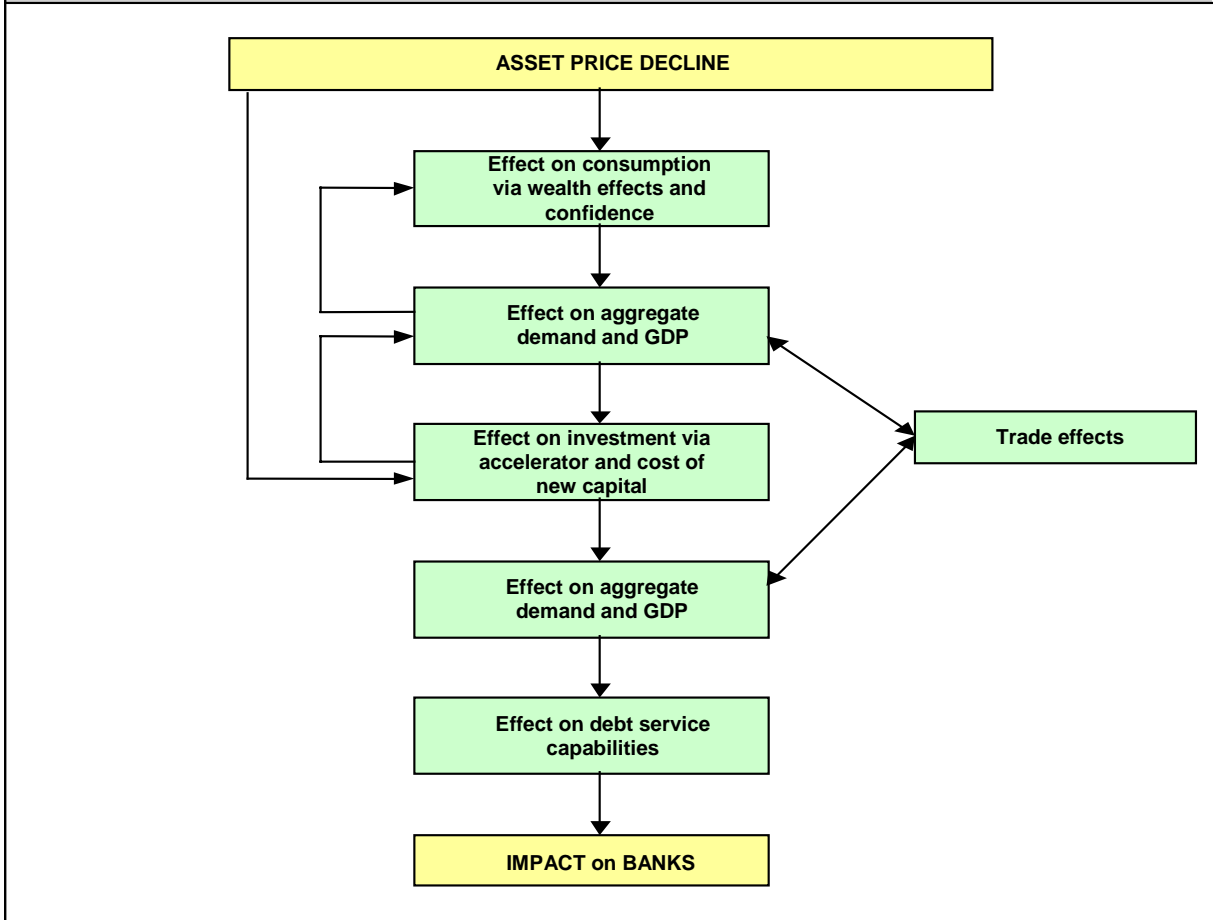 ASSET PRICE DECLINE
Effect on consumption
via wealth effects and
confidence
Effect on aggregate
demand and GDP
Effect on investment via
accelerator and cost of
new capital
Trade effects
Effect on aggregate
demand and GDP
Effect on debt service
capabilities
IMPACT on BANKS